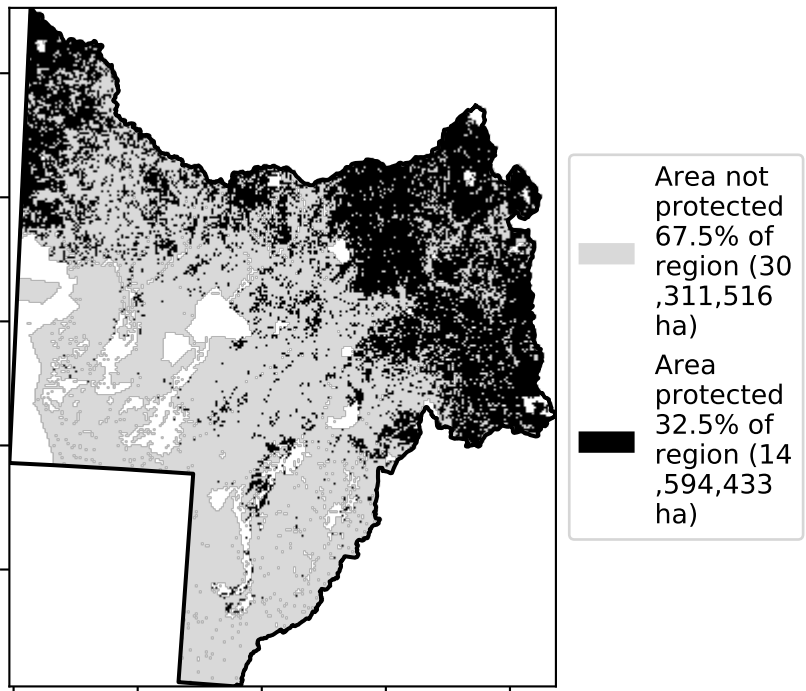 Area not
protected
67.5% of
region (30
,311,516
ha)
Area
protected
32.5% of
region (14
,594,433
ha)